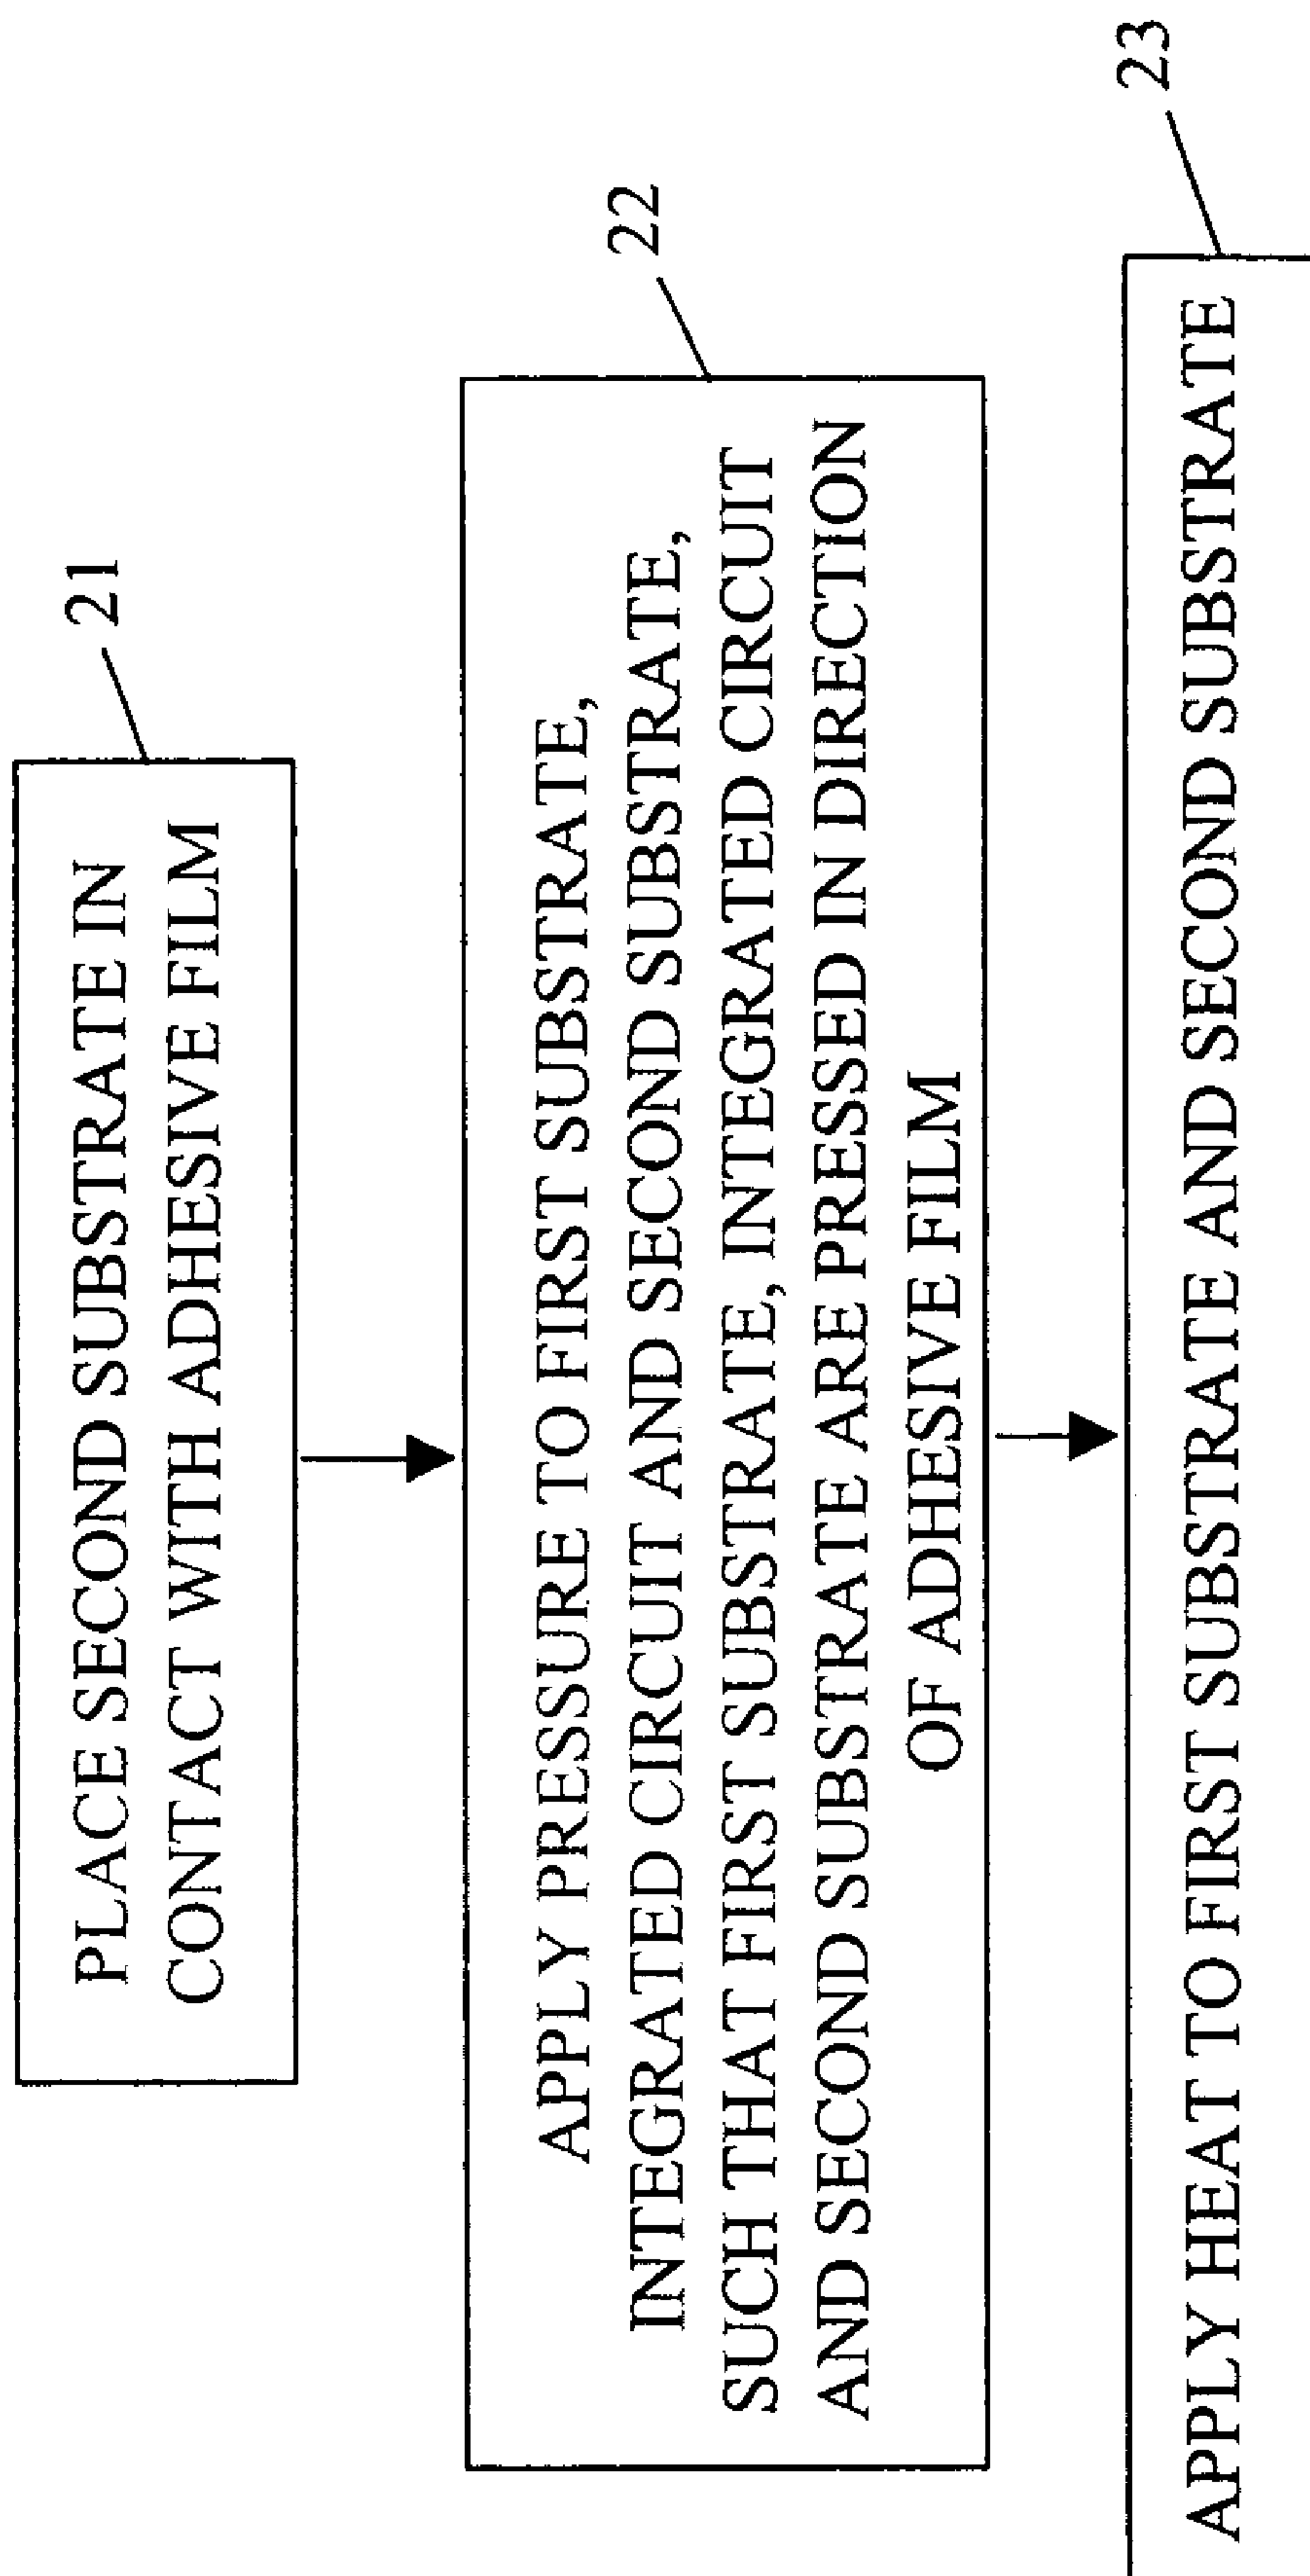 21
PLACE SECOND SUBSTRATE IN
CONTACT WITH ADHESIVE FILM
22
APPLY PRESSURE TO FIRST SUBSTRATE,
INTEGRATED CIRCUIT AND SECOND SUBSTRATE,
SUCH THAT FIRST SUBSTRATE, INTEGRATED CIRCUIT
AND SECOND SUBSTRATE ARE PRESSED IN DIRECTION
OF ADHESIVE FILM
23
APPLY HEAT TO FIRST SUBSTRATE AND SECOND SUBSTRATE